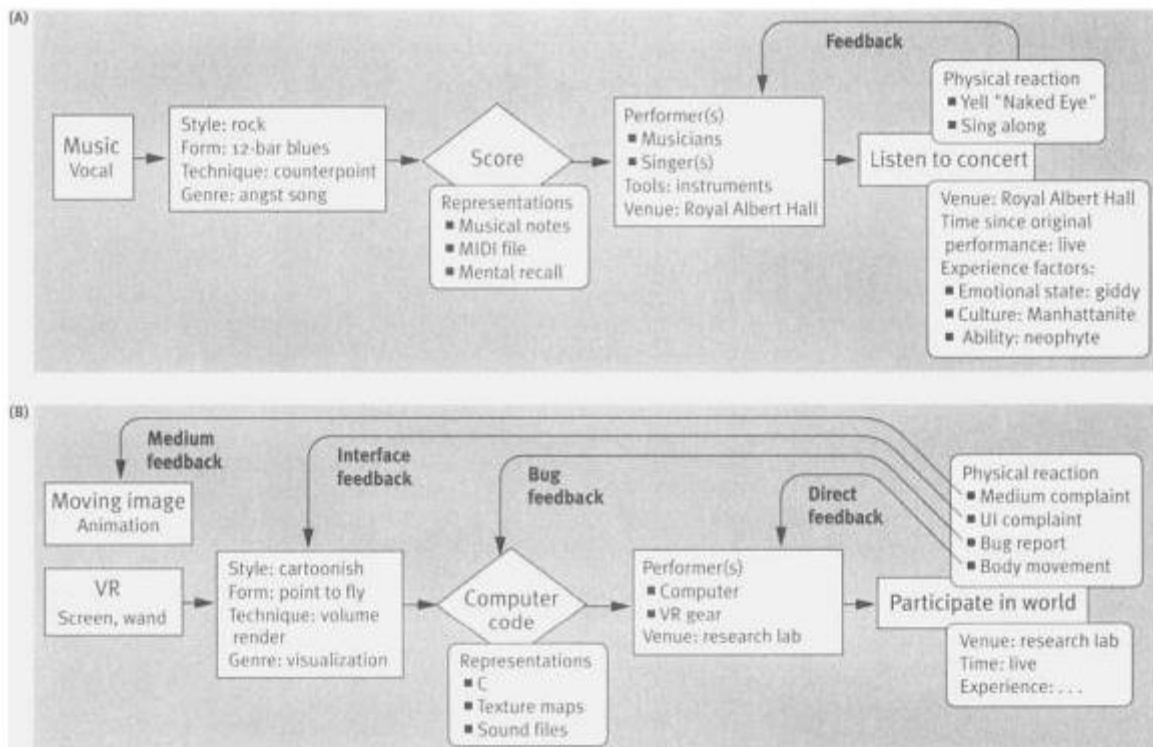 (A)
Feedback
Physical reaction
■ Yell "Naked Eye"
■ Sing along
Music
Vocal
Style: rock
Form: 12-bar blues
Technique: counterpoint
Genre: angst song
Score
Representations
■ Musical notes
■ MIDI file
■ Mental recall
Performer(s)
■ Musicians
■ Singer(s)
Tools: instruments
Venue: Royal Albert Hall
Listen to concert
Venue: Royal Albert Hall
Time since original
performance: live
Experience factors:
■ Emotional state: giddy
■ Culture: Manhattanite
■ Ability: neophyte
(B)
Medium
feedback
Interface
feedback
Bug
feedback
Direct
feedback
Physical reaction
■ Medium complaint
■ UI complaint
■ Bug report
■ Body movement
Moving image
Animation
VR
Screen, wand
Style: cartoonish
Form: point to fly
Technique: volume
render
Genre: visualization
Computer
code
Representations
■ C
■ Texture maps
■ Sound files
Performer(s)
■ Computer
■ VR gear
Venue: research lab
Participate in world
Venue: research lab
Time: live
Experience: . . .